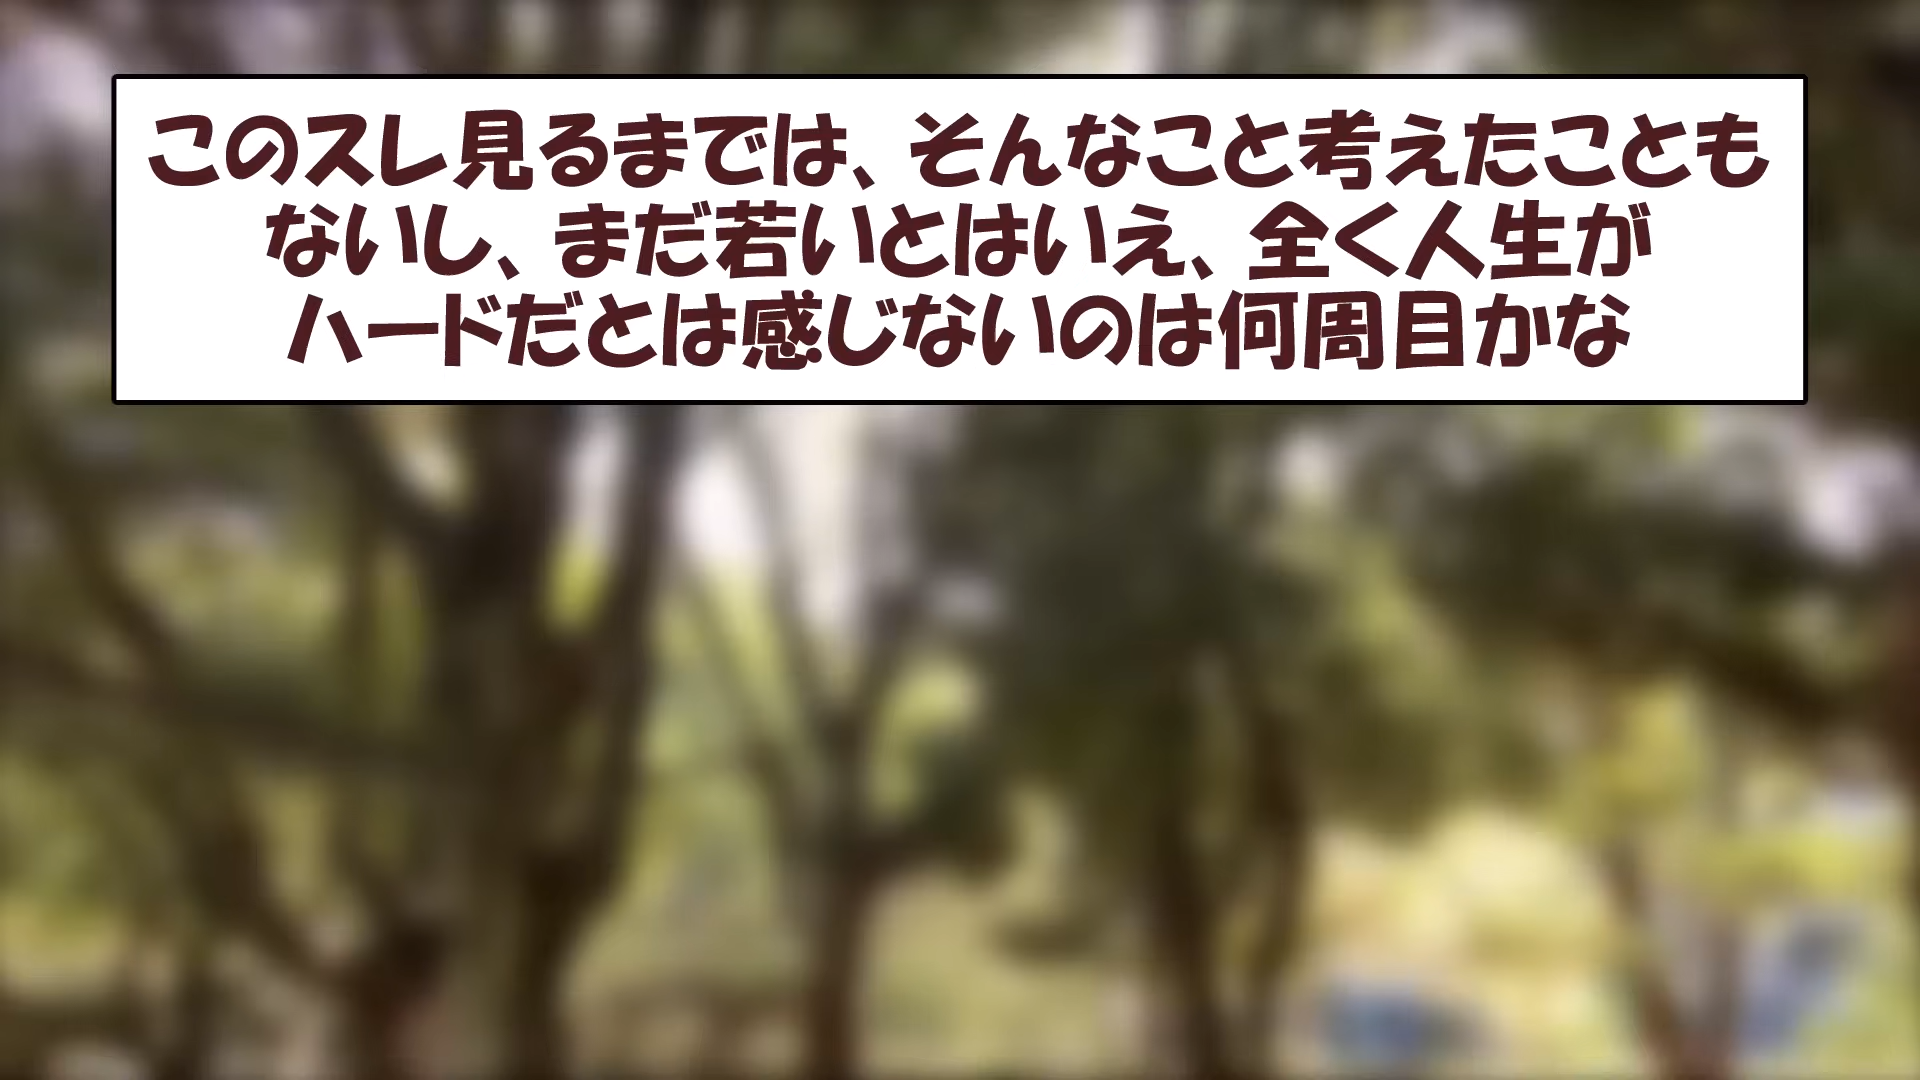 このスレ見るまでは、そんなこと考えたことも
ないし、まだ若いとはいえ、全く人生が
ハードだとは感じないのは何周目かな